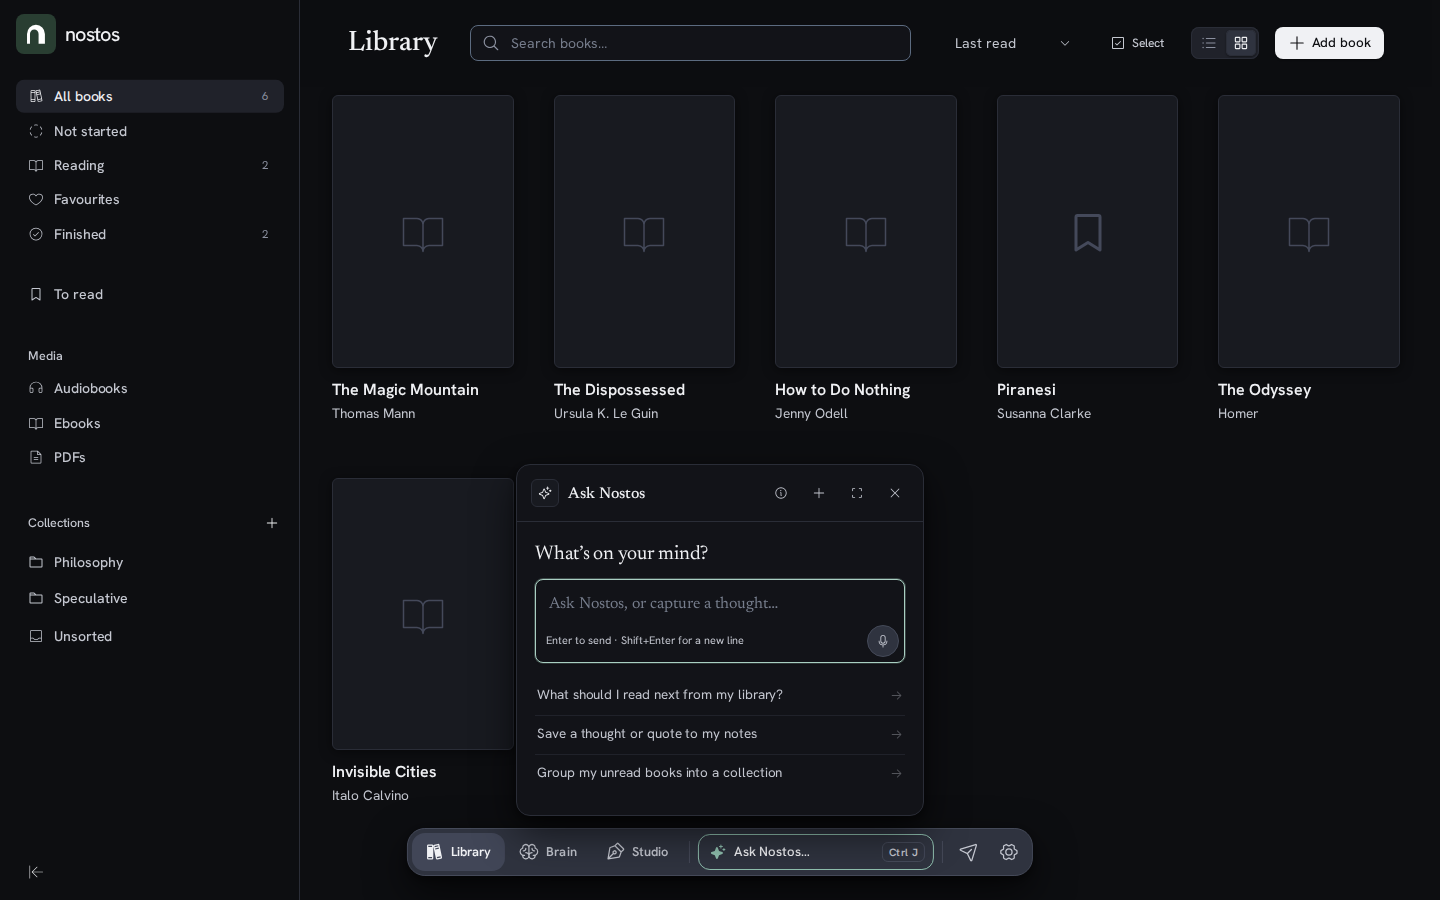 nostos
All books 6
Not started
Reading 2
Favourites
Finished 2
To read
Media
Audiobooks
Ebooks
PDFs
Collections
Philosophy
Speculative
Unsorted
Library
Search books...
Last read
Select
Add book
The Magic Mountain
Thomas Mann
The Dispossessed
Ursula K. Le Guin
How to Do Nothing
Jenny Odell
Piranesi
Susanna Clarke
The Odyssey
Homer
Invisible Cities
Italo Calvino
Ask Nostos
What's on your mind?
Ask Nostos, or capture a thought...
Enter to send · Shift+Enter for a new line
What should I read next from my library?
Save a thought or quote to my notes
Group my unread books into a collection
Library
Brain
Studio
Ask Nostos...
Ctrl J